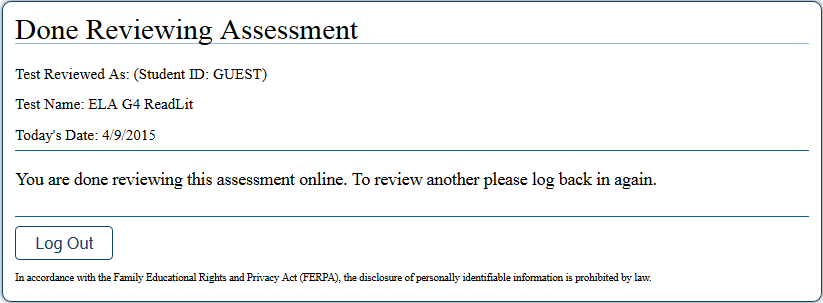 Done Reviewing Assessment
Test Reviewed As: (Student ID: GUEST)
Test Name: ELA G4 ReadLit
Today's Date: 4/9/2015
You are done reviewing this assessment online. To review another please log back in again.
Log Out
In accordance with the Family Educational Rights and Privacy Act (FERPA), the disclosure of personally identifiable information is prohibited by law.